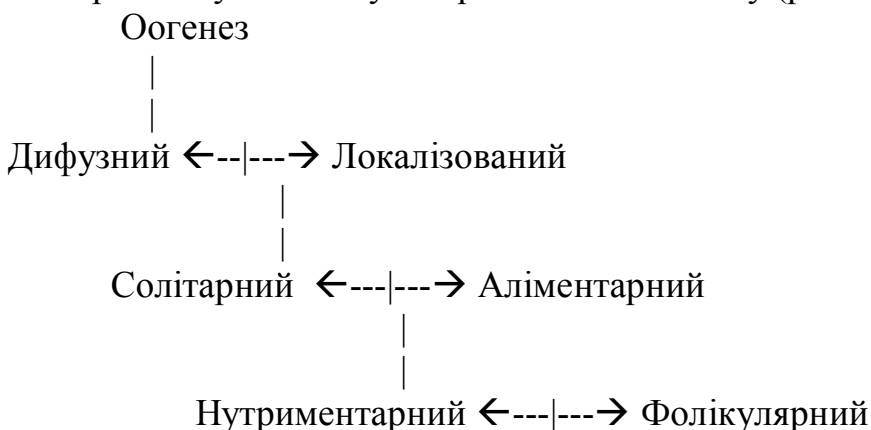 Оогенез
|
|
Дифузний ←--|---→ Локалізований
|
|
Солітарний ←---|---→ Аліментарний
|
|
Нутриментарний ←---|---→ Фолікулярний